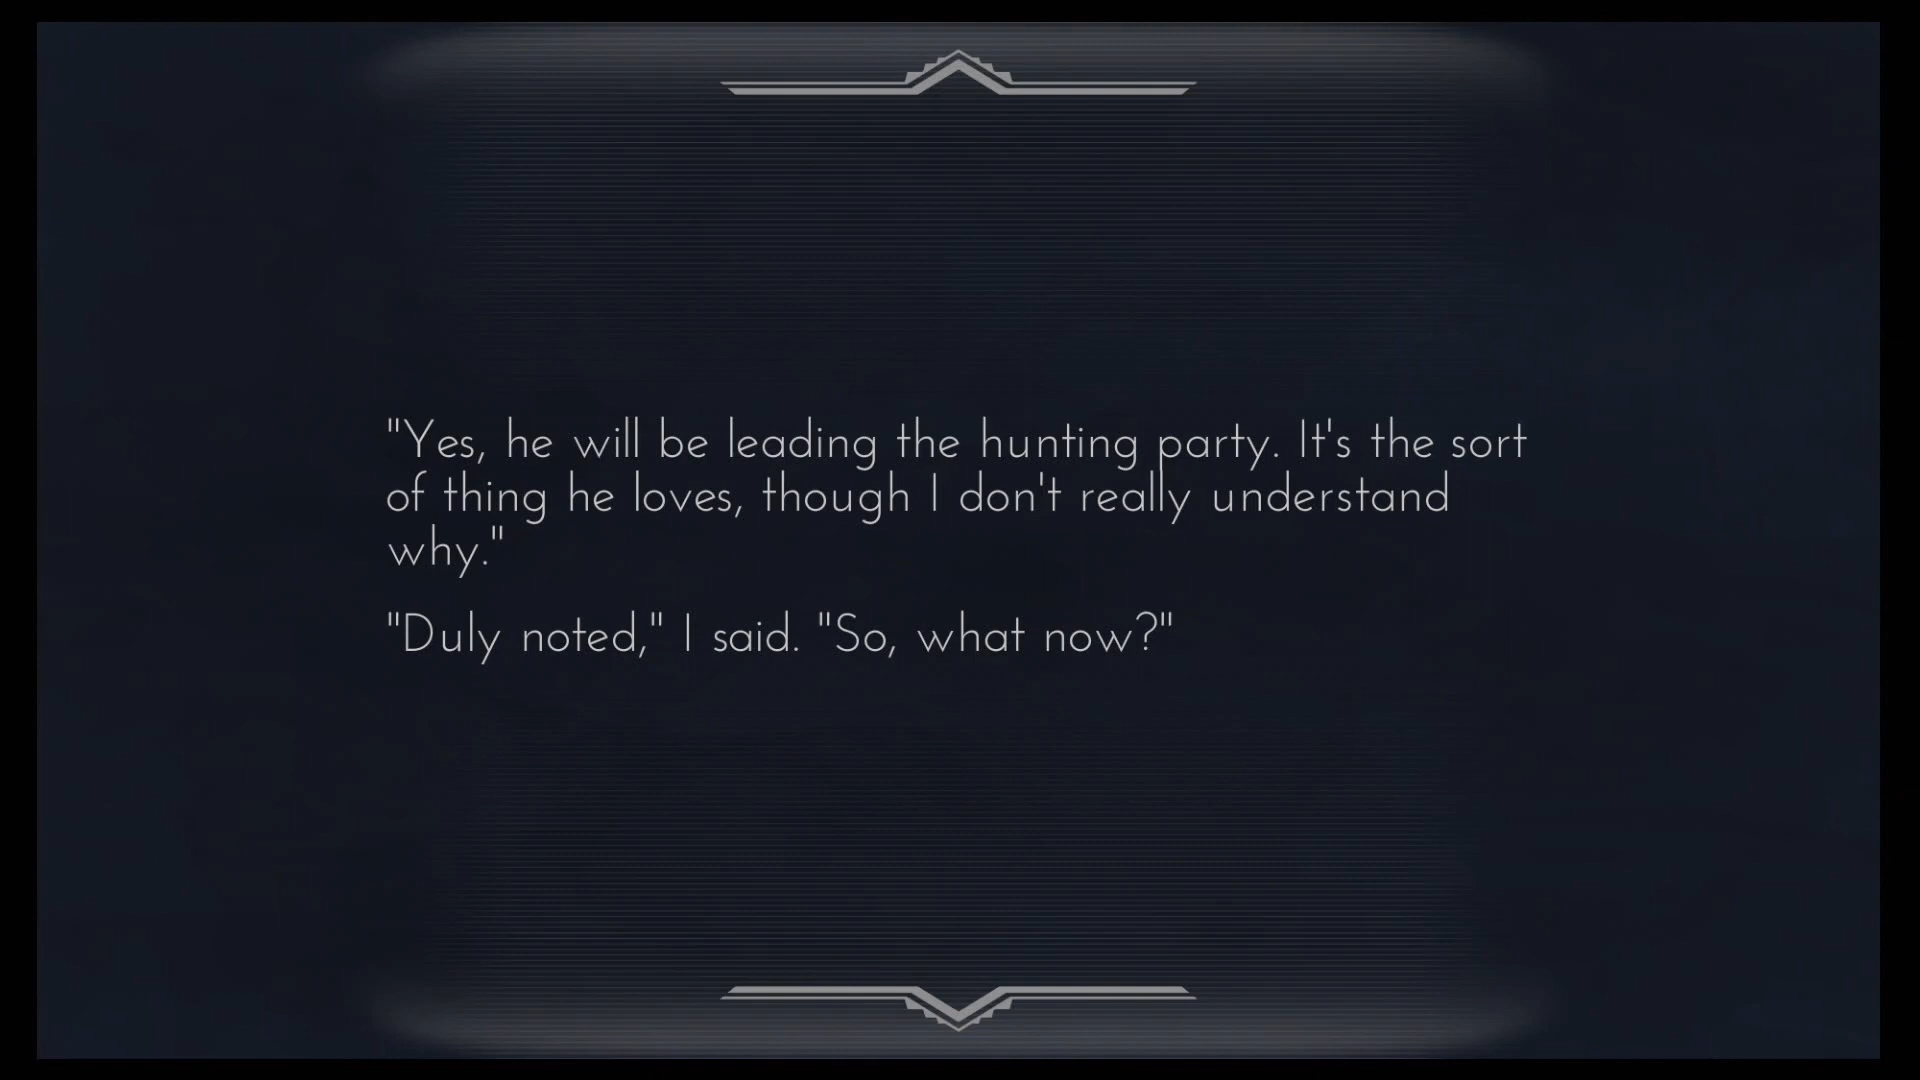 "Yes, he will be leading the hunting party. It's the sort
of thing he loves, though I don't really understand
why."
"Duly noted," I said. "So, what now?"